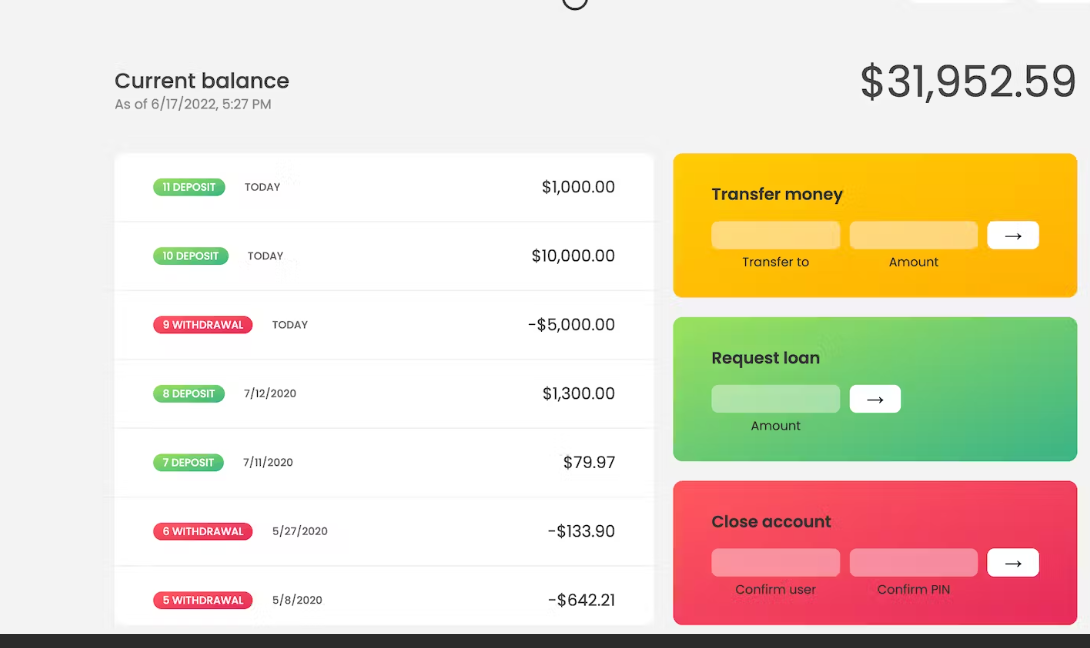 Current balance
As of 6/17/2022, 5:27 PM
$31,952.59
11 DEPOSIT TODAY $1,000.00
10 DEPOSIT TODAY $10,000.00
9 WITHDRAWAL TODAY -$5,000.00
8 DEPOSIT 7/12/2020 $1,300.00
7 DEPOSIT 7/11/2020 $79.97
6 WITHDRAWAL 5/27/2020 -$133.90
5 WITHDRAWAL 5/8/2020 -$642.21
Transfer money
→
Transfer to Amount
Request loan
→
Amount
Close account
→
Confirm user Confirm PIN